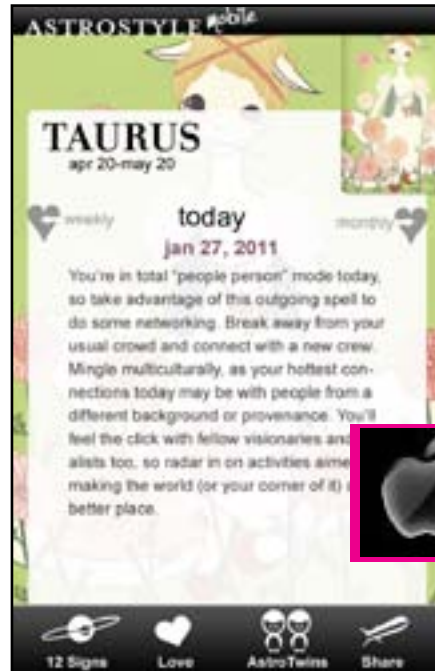 ASTROSTYLE mobile
TAURUS
apr 20-may 20
weekly today monthly
jan 27, 2011
You're in total "people person" mode today,
so take advantage of this outgoing spell to
do some networking. Break away from your
usual crowd and connect with a new crew.
Mingle multiculturally, as your hottest con-
nections today may be with people from a
different background or provenance. You'll
feel the click with fellow visionaries and
alists too, so radar in on activities
making the world (or your corner of it)
better place.
12 Signs Love AstroTwins Share